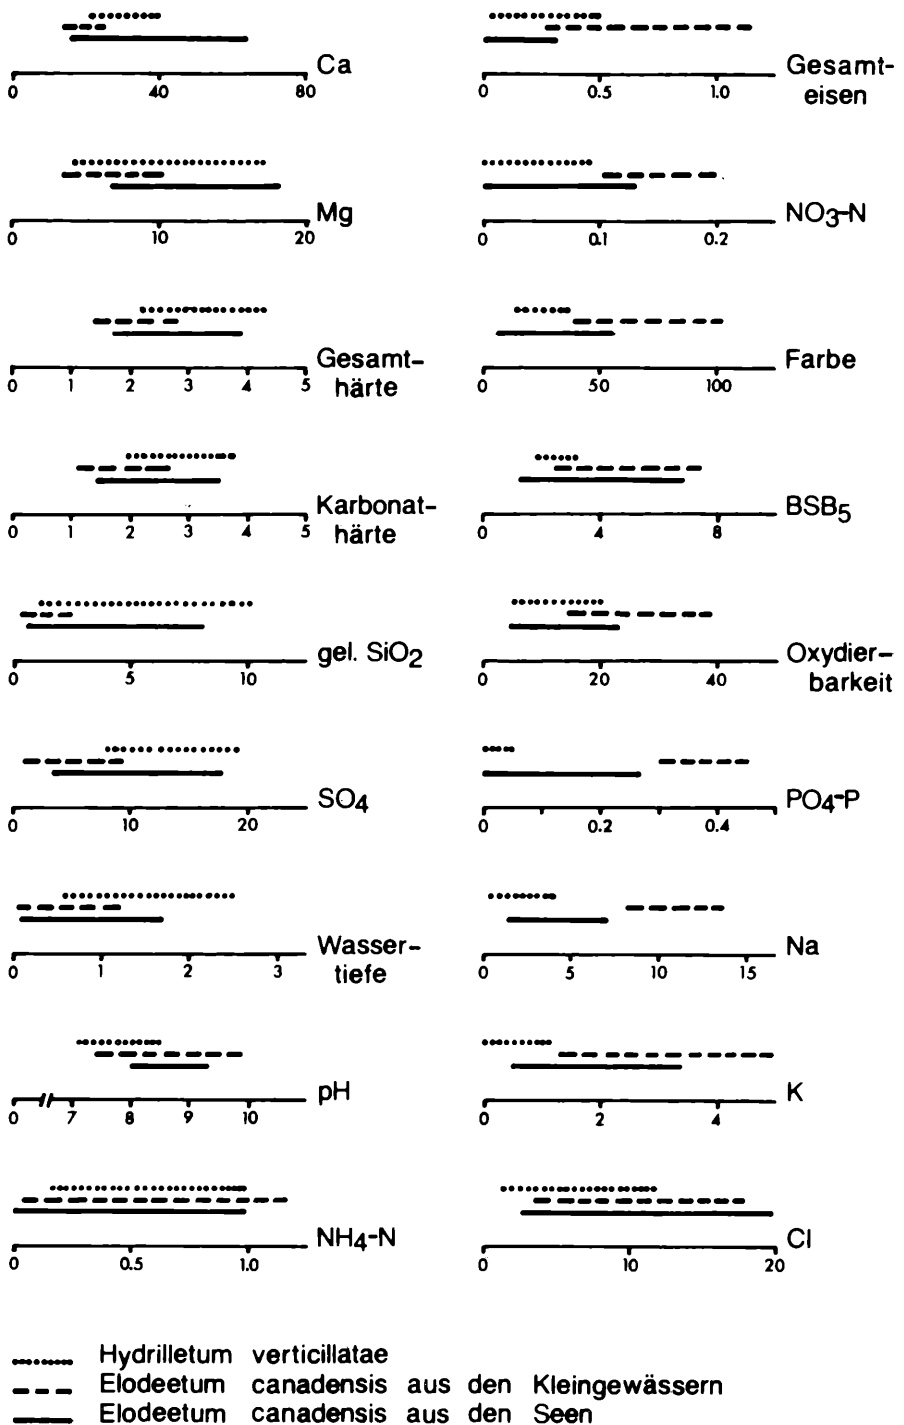 Ca
0 40 80
Gesamt-
eisen
0 0.5 1.0
Mg
0 10 20
NO3-N
0 0.1 0.2
Gesamt-
härte
0 1 2 3 4 5
Farbe
0 50 100
Karbonat-
härte
0 1 2 3 4 5
BSB5
0 4 8
gel. SiO2
0 5 10
Oxydier-
barkeit
0 20 40
SO4
0 10 20
PO4-P
0 0.2 0.4
Wasser-
tiefe
0 1 2 3
Na
0 5 10 15
pH
0 7 8 9 10
K
0 2 4
NH4-N
0 0.5 1.0
Cl
0 10 20
Hydrilletum verticillatae
Elodeetum canadensis aus den Kleingewässern
Elodeetum canadensis aus den Seen